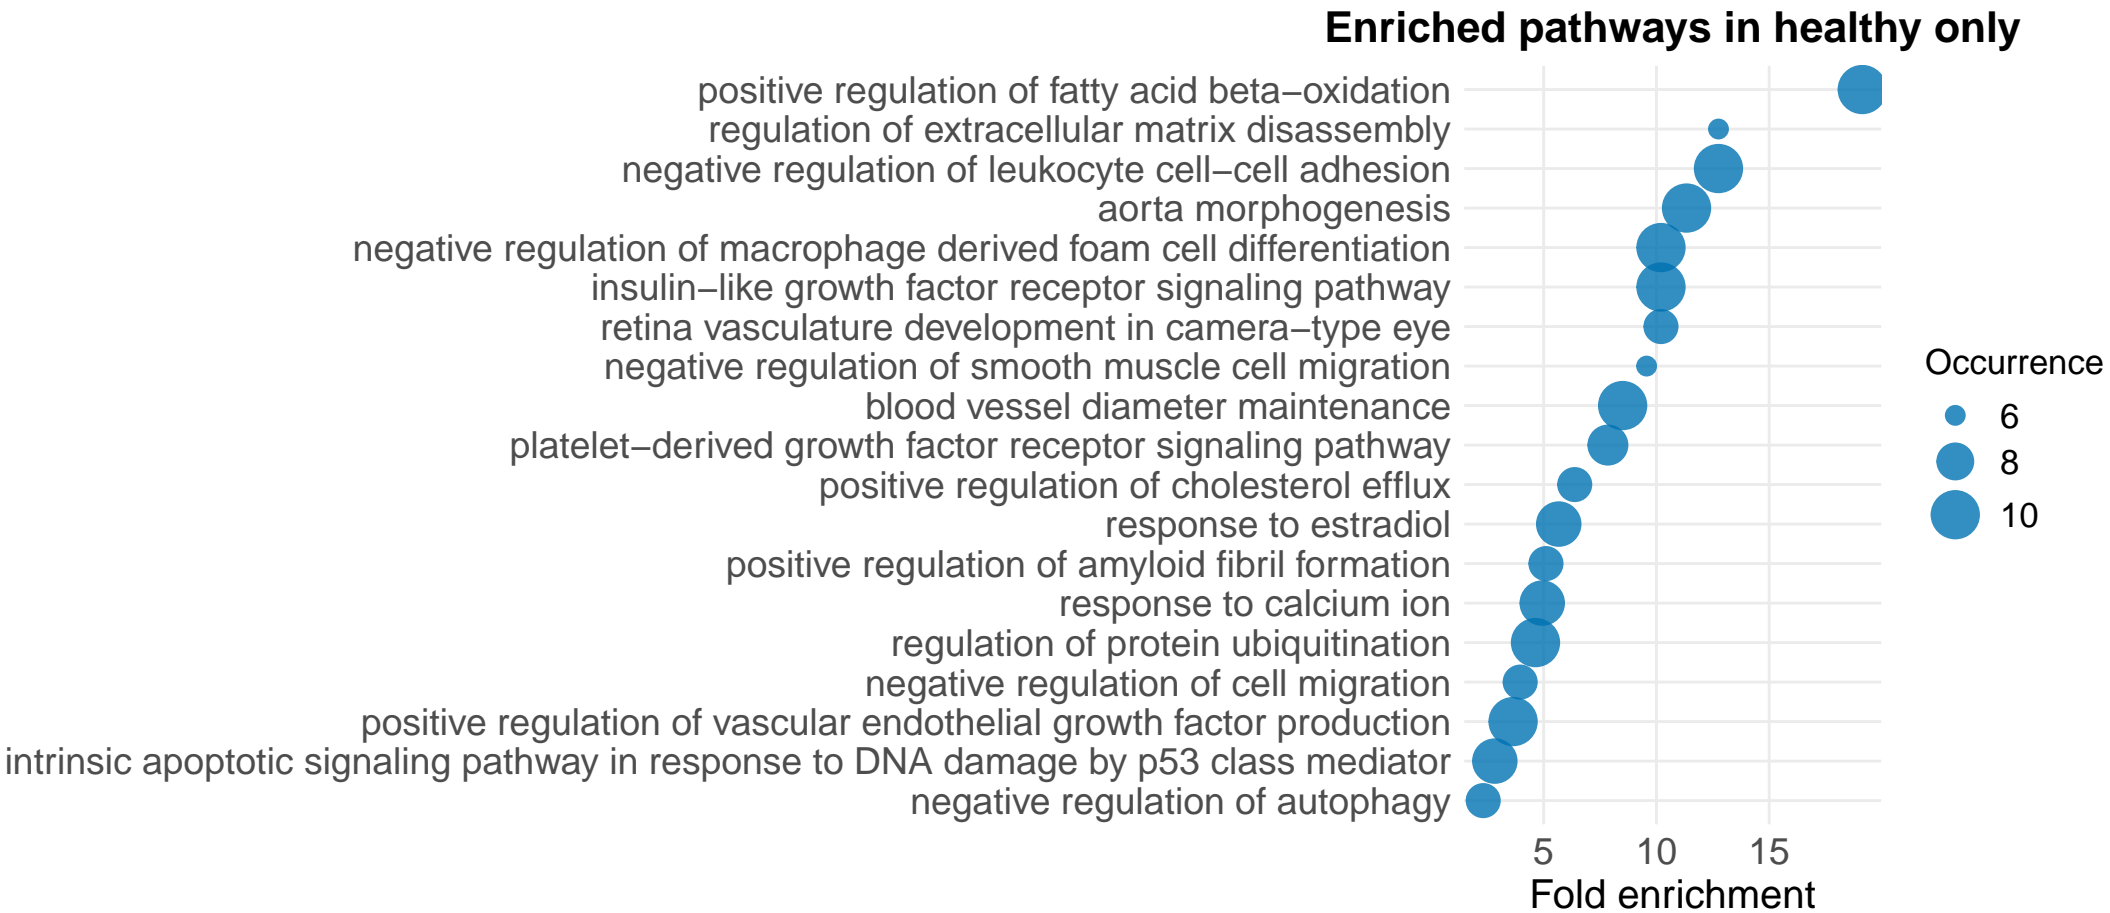 Enriched pathways in healthy only
positive regulation of fatty acid beta−oxidation
regulation of extracellular matrix disassembly
negative regulation of leukocyte cell−cell adhesion
aorta morphogenesis
negative regulation of macrophage derived foam cell differentiation
insulin−like growth factor receptor signaling pathway
retina vasculature development in camera−type eye
negative regulation of smooth muscle cell migration
blood vessel diameter maintenance
platelet−derived growth factor receptor signaling pathway
positive regulation of cholesterol efflux
response to estradiol
positive regulation of amyloid fibril formation
response to calcium ion
regulation of protein ubiquitination
negative regulation of cell migration
positive regulation of vascular endothelial growth factor production
intrinsic apoptotic signaling pathway in response to DNA damage by p53 class mediator
negative regulation of autophagy
5 10 15
Fold enrichment
Occurrence
6
8
10